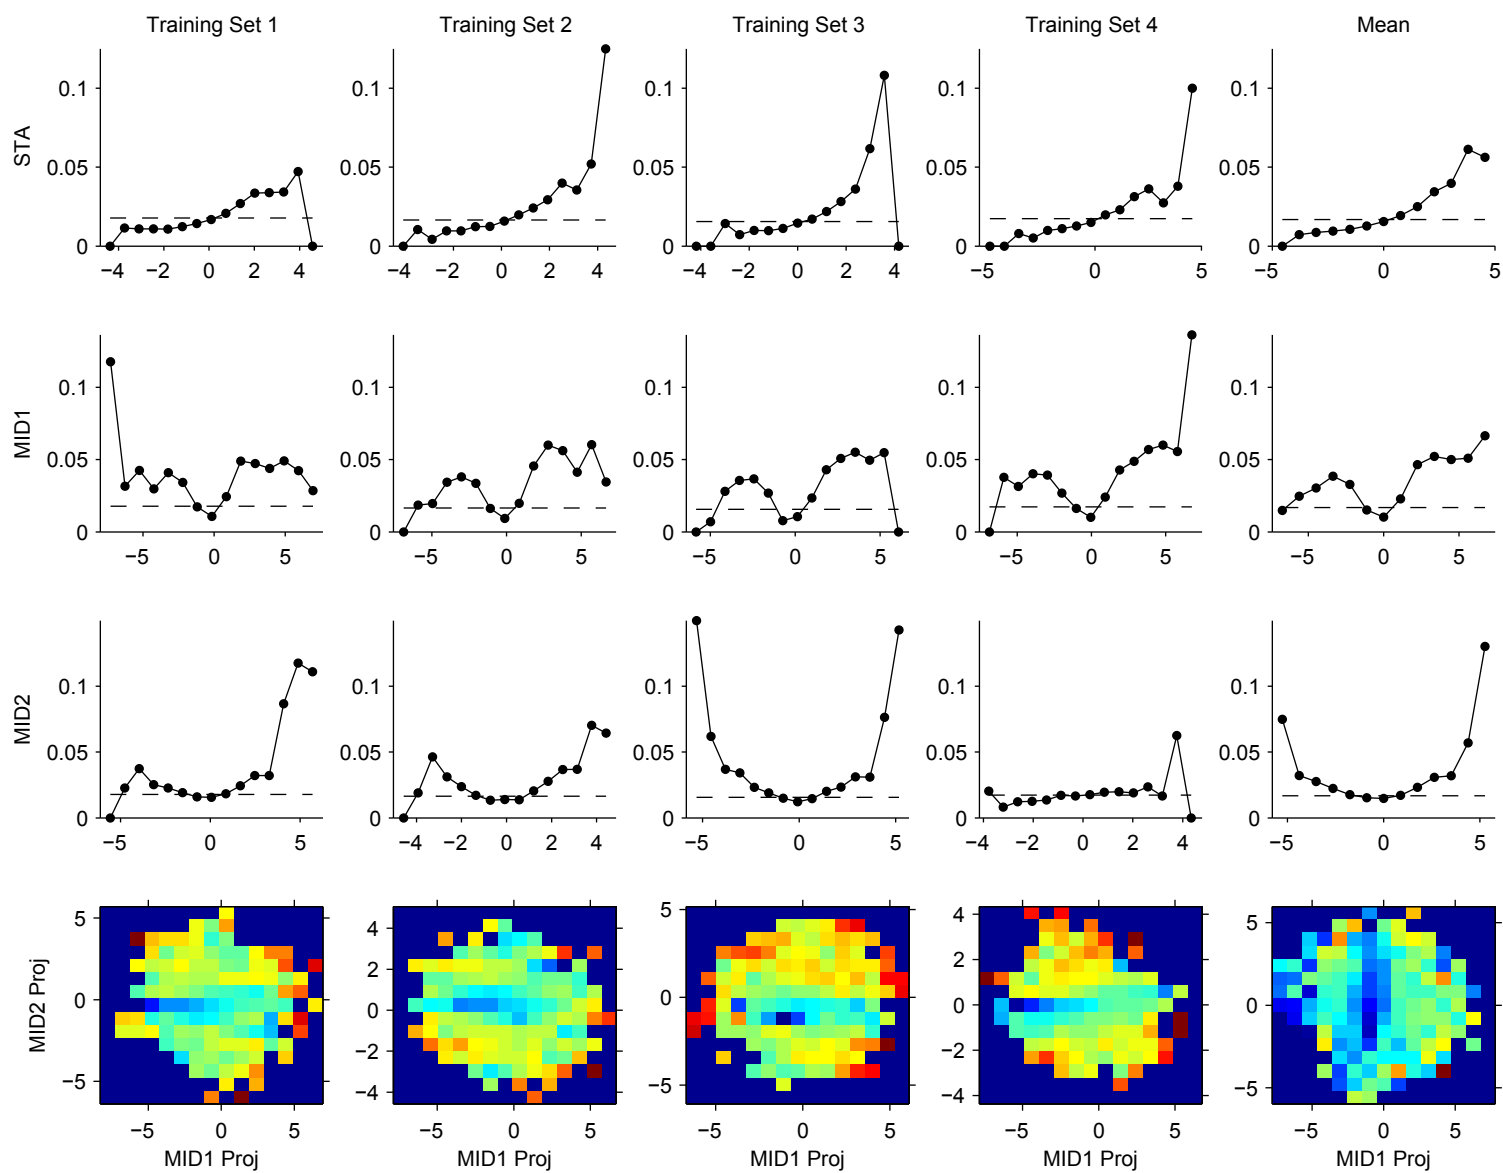 Training Set 1 Training Set 2 Training Set 3 Training Set 4 Mean
STA
0.1 0.1 0.1 0.1 0.1
0.05 0.05 0.05 0.05 0.05
0 0 0 0 0
−4 −2 0 2 4 −4 −2 0 2 4 −4 −2 0 2 4 −5 0 5 −5 0 5
MID1
0.1 0.1 0.1 0.1 0.1
0.05 0.05 0.05 0.05 0.05
0 0 0 0 0
−5 0 5 −5 0 5 −5 0 5 −5 0 5 −5 0 5
MID2
0.1 0.1 0.1 0.1 0.1
0.05 0.05 0.05 0.05 0.05
0 0 0 0 0
−5 0 5 −4 −2 0 2 4 −5 0 5 −4 −2 0 2 4 −5 0 5
MID2 Proj
5 4 5 4 5
2 2
0 0 0 0 0
−2 −2
−5 −4 −5 −4 −5
−5 0 5 −5 0 5 −5 0 5 −5 0 5 −5 0 5
MID1 Proj MID1 Proj MID1 Proj MID1 Proj MID1 Proj